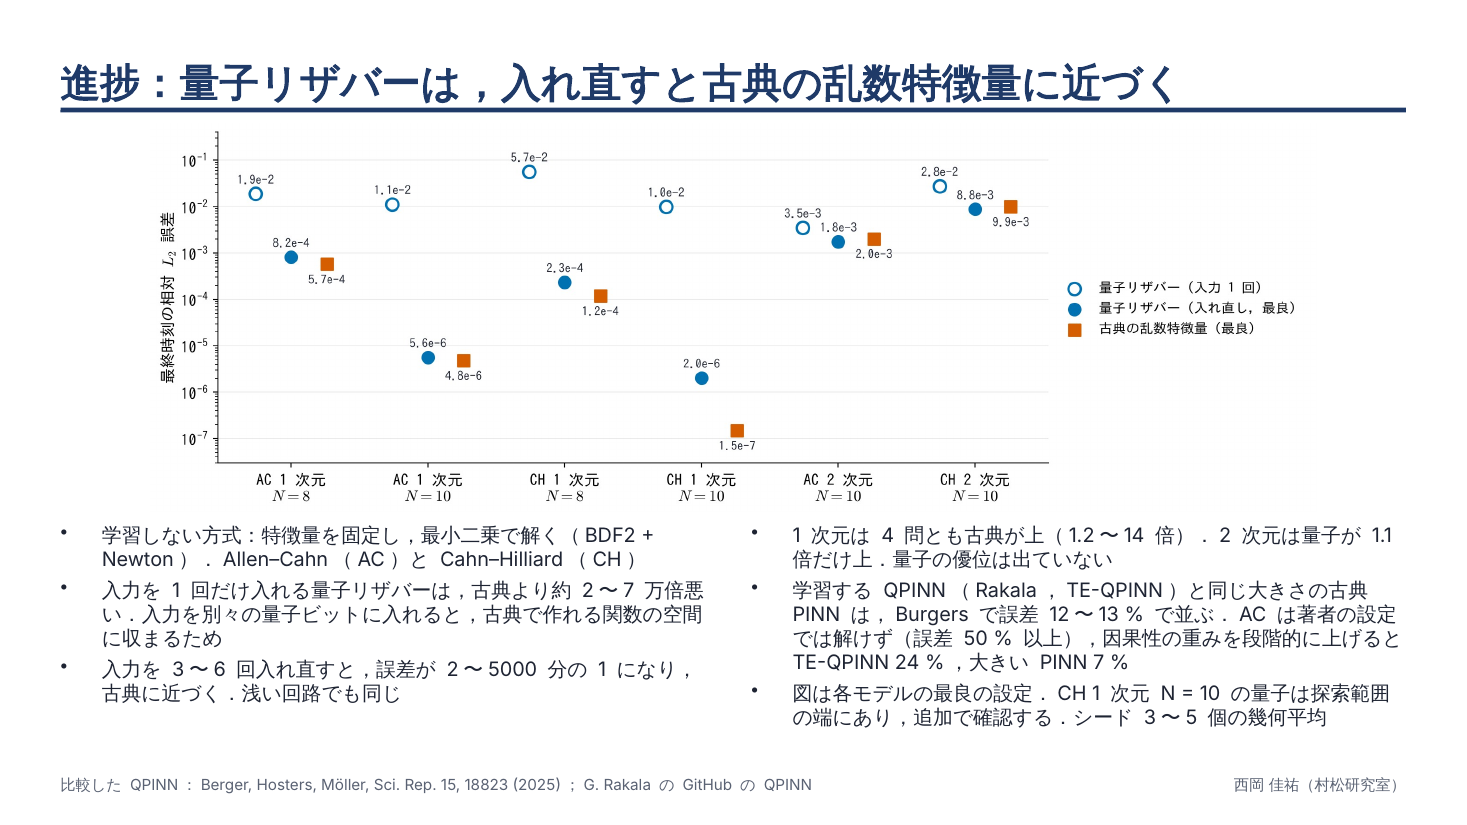 進捗：量子リザバーは，入れ直すと古典の乱数特徴量に近づく
最終時刻の相対 L₂ 誤差
10⁻¹
10⁻²
10⁻³
10⁻⁴
10⁻⁵
10⁻⁶
10⁻⁷
1.9e-2
8.2e-4
5.7e-4
1.1e-2
5.6e-6
4.8e-6
5.7e-2
2.3e-4
1.2e-4
1.0e-2
2.0e-6
1.5e-7
3.5e-3
1.8e-3
2.0e-3
2.8e-2
8.8e-3
9.9e-3
AC 1 次元
N = 8
AC 1 次元
N = 10
CH 1 次元
N = 8
CH 1 次元
N = 10
AC 2 次元
N = 10
CH 2 次元
N = 10
量子リザバー（入力 1 回）
量子リザバー（入れ直し，最良）
古典の乱数特徴量（最良）
• 学習しない方式：特徴量を固定し，最小二乗で解く（ BDF2 +
Newton ）． Allen–Cahn （ AC ）と Cahn–Hilliard （ CH ）
• 入力を 1 回だけ入れる量子リザバーは，古典より約 2 〜 7 万倍悪
い．入力を別々の量子ビットに入れると，古典で作れる関数の空間
に収まるため
• 入力を 3 〜 6 回入れ直すと，誤差が 2 〜 5000 分の 1 になり，
古典に近づく．浅い回路でも同じ
• 1 次元は 4 問とも古典が上（ 1.2 〜 14 倍）． 2 次元は量子が 1.1
倍だけ上．量子の優位は出ていない
• 学習する QPINN （ Rakala ， TE-QPINN ）と同じ大きさの古典
PINN は， Burgers で誤差 12 〜 13 % で並ぶ． AC は著者の設定
では解けず（誤差 50 % 以上），因果性の重みを段階的に上げると
TE-QPINN 24 % ，大きい PINN 7 %
• 図は各モデルの最良の設定． CH 1 次元 N = 10 の量子は探索範囲
の端にあり，追加で確認する．シード 3 〜 5 個の幾何平均
比較した QPINN ： Berger, Hosters, Möller, Sci. Rep. 15, 18823 (2025) ； G. Rakala の GitHub の QPINN
西岡 佳祐（村松研究室）